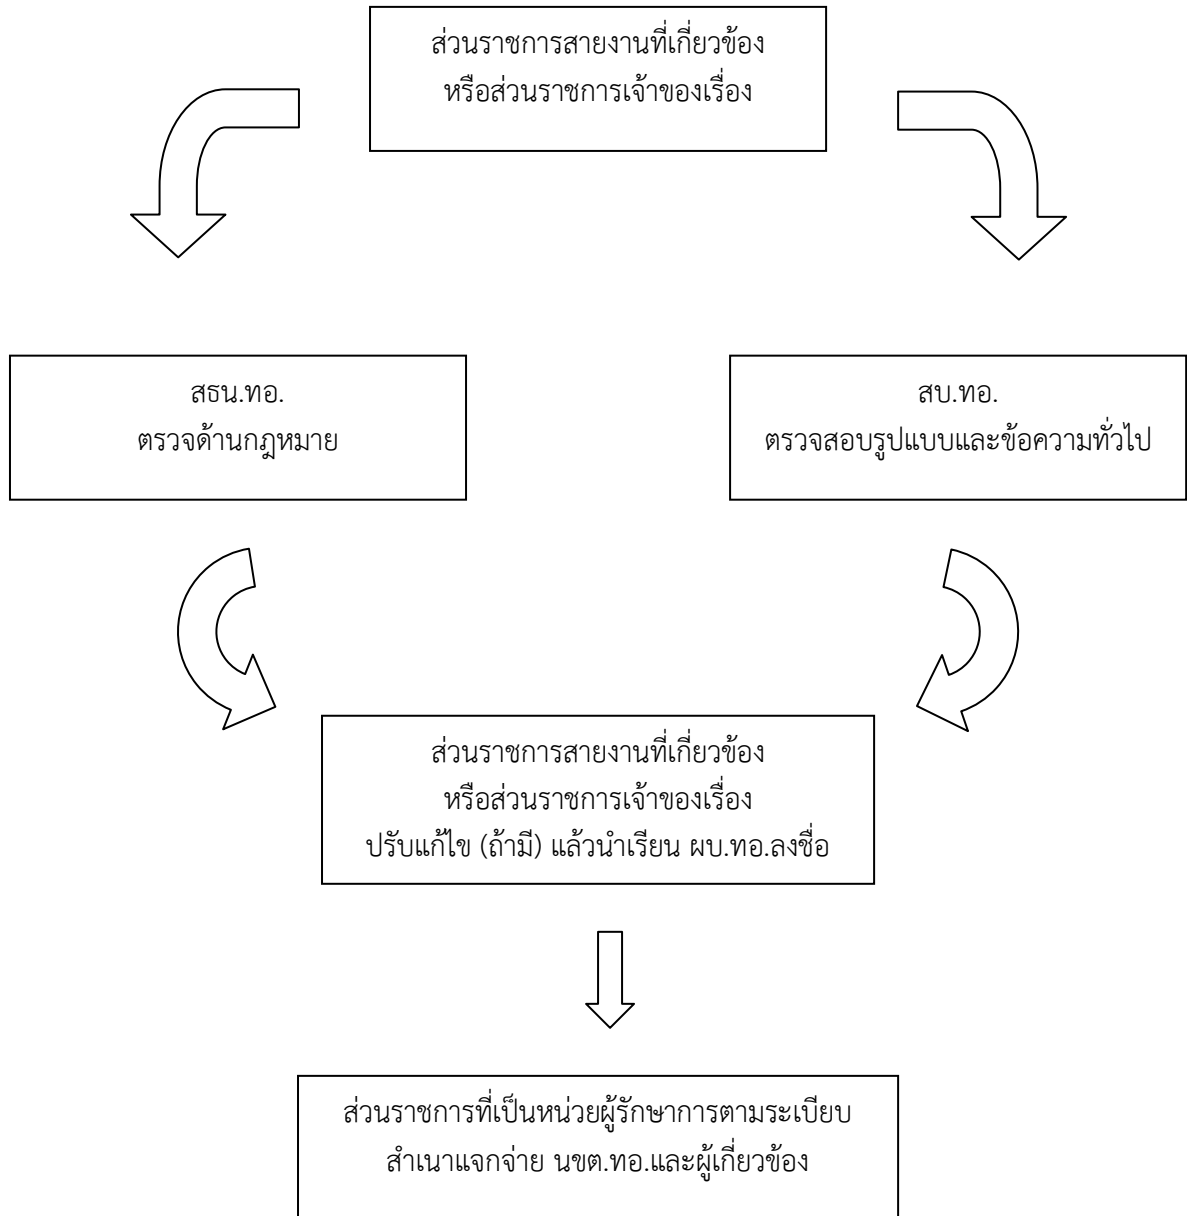 ส่วนราชการสายงานที่เกี่ยวข้อง
หรือส่วนราชการเจ้าของเรื่อง
สธน.ทอ.
ตรวจด้านกฎหมาย
สบ.ทอ.
ตรวจสอบรูปแบบและข้อความทั่วไป
ส่วนราชการสายงานที่เกี่ยวข้อง
หรือส่วนราชการเจ้าของเรื่อง
ปรับแก้ไข (ถ้ามี) แล้วนำเรียน ผบ.ทอ.ลงชื่อ
ส่วนราชการที่เป็นหน่วยผู้รักษาการตามระเบียบ
สำเนาแจกจ่าย นขต.ทอ.และผู้เกี่ยวข้อง